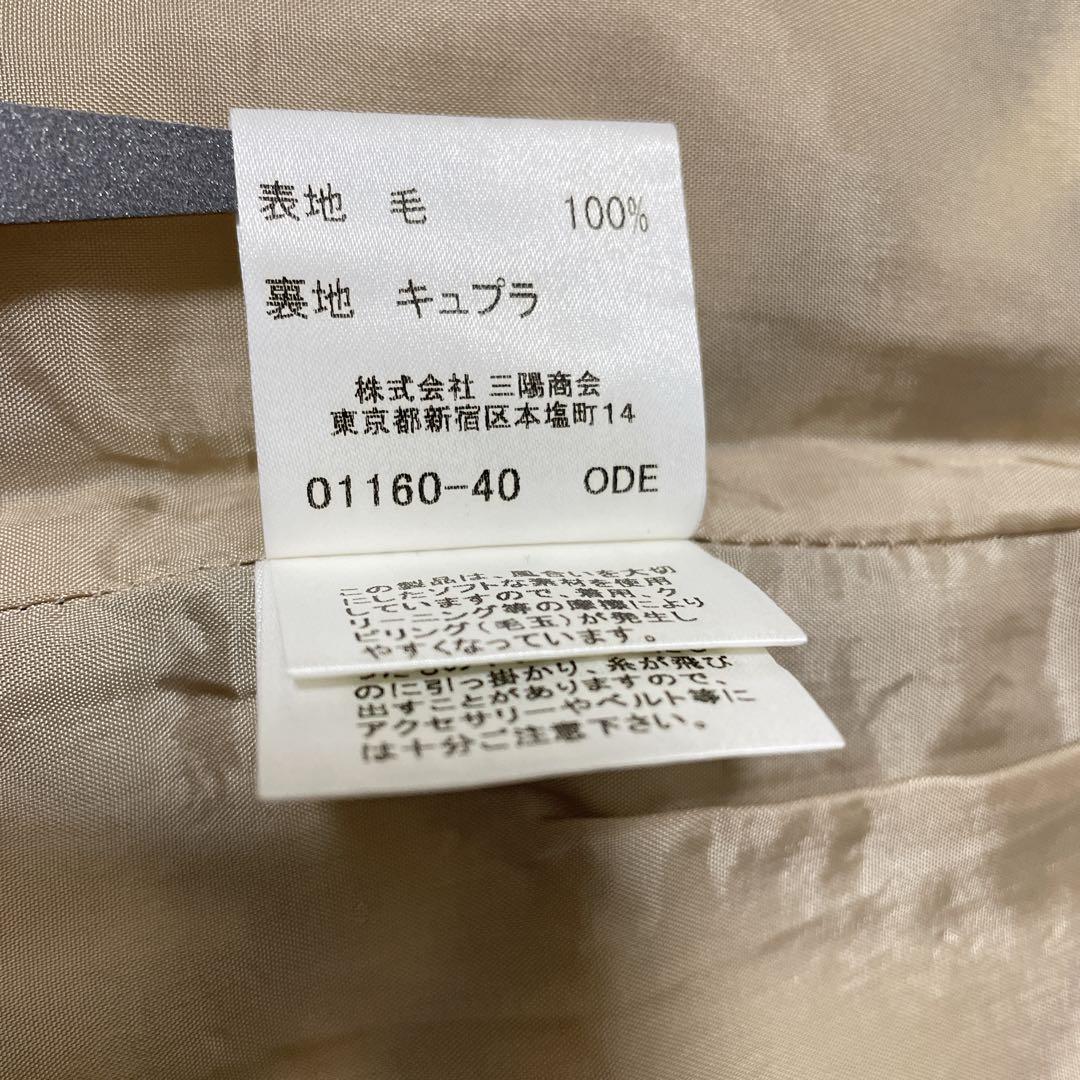 表地 毛 100%
裏地 キュプラ
株式会社 三陽商会
東京都新宿区本塩町14
01160-40 ODE
この製品は、風合いを大切
にしたソフトな素材を使用
していますので、着用、ク
リーニング等の摩擦により
ピリング(毛玉)が発生し
やすくなっています。
のに引っ掛かり、糸が飛び
出すことがありますので、
アクセサリーやベルト等に
は十分ご注意下さい。